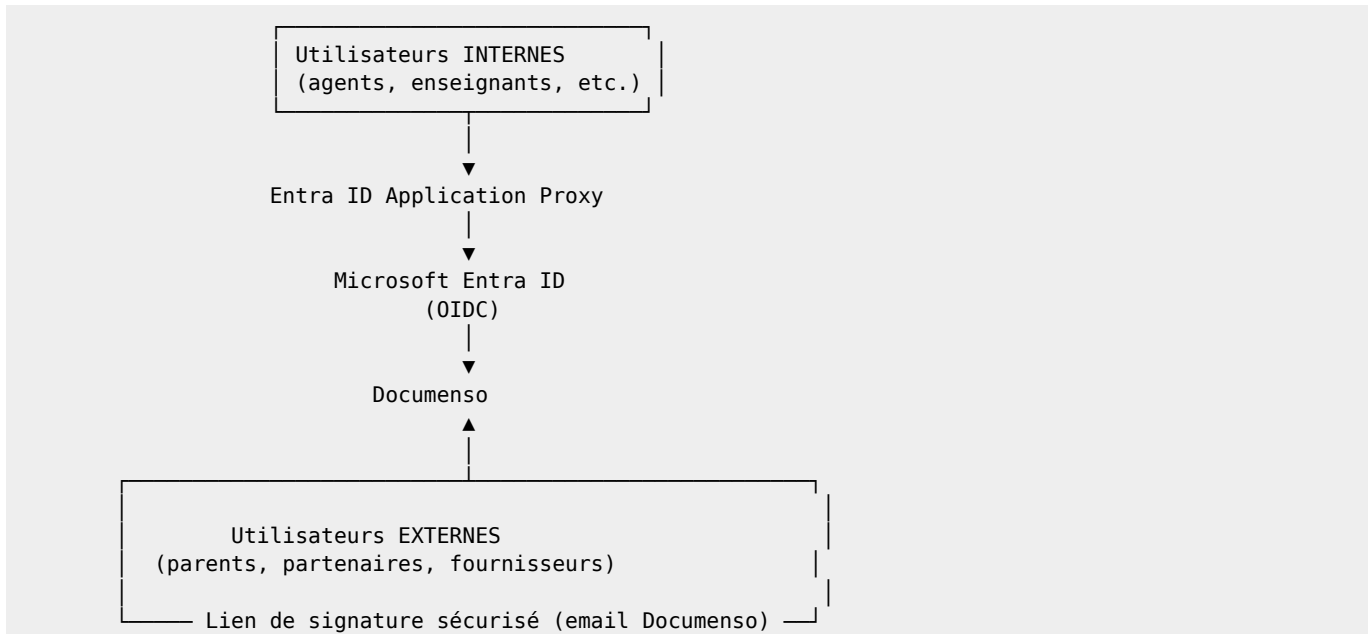 Utilisateurs INTERNES
(agents, enseignants, etc.)
Entra ID Application Proxy
Microsoft Entra ID
(OIDC)
Documenso
Utilisateurs EXTERNES
(parents, partenaires, fournisseurs)
Lien de signature sécurisé (email Documenso)